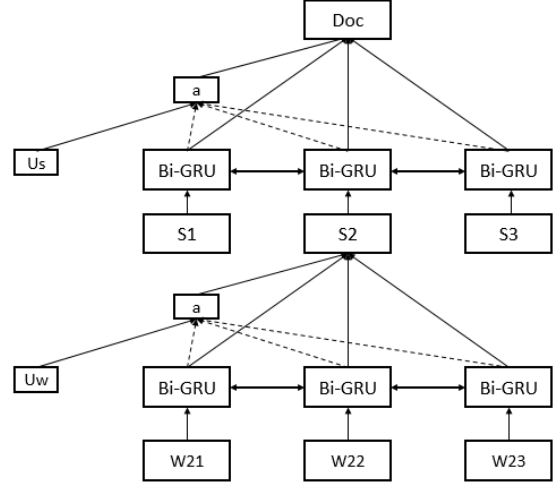 Doc
a
Us
Bi-GRU Bi-GRU Bi-GRU
S1 S2 S3
a
Uw
Bi-GRU Bi-GRU Bi-GRU
W21 W22 W23